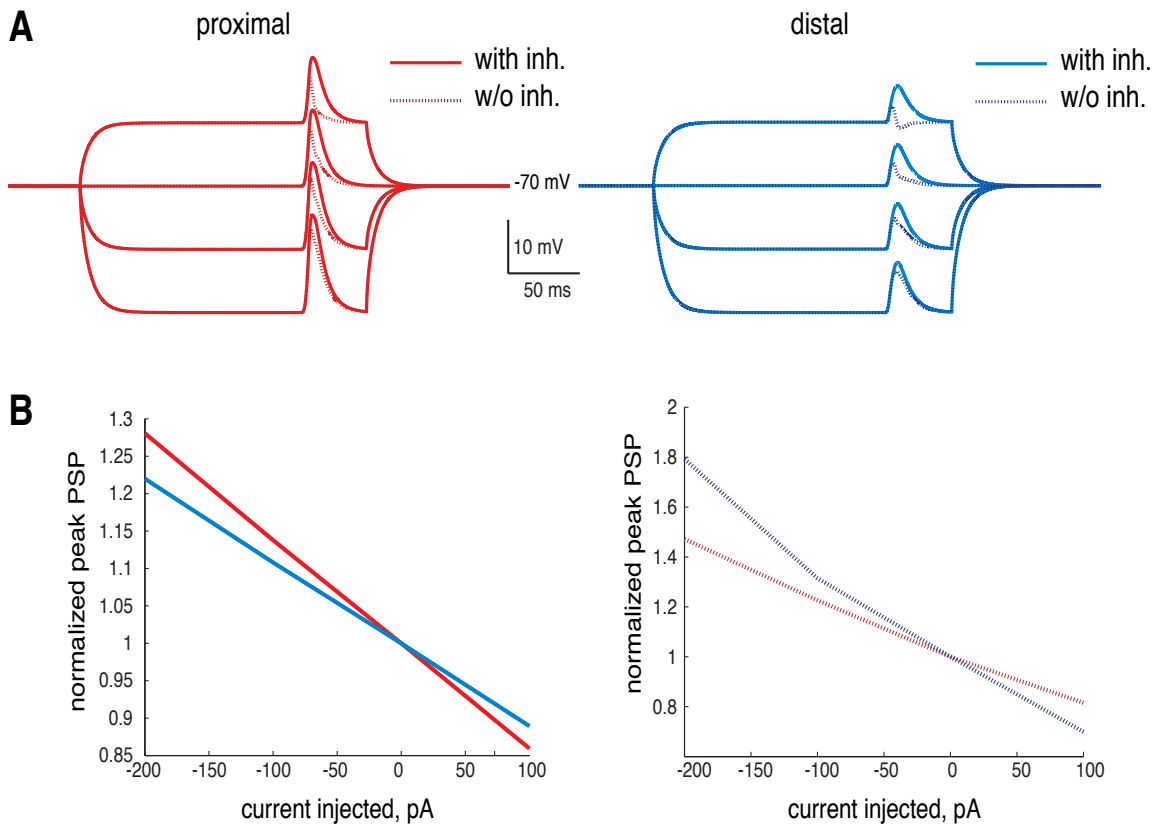 A
proximal
distal
with inh.
w/o inh.
with inh.
w/o inh.
-70 mV
10 mV
50 ms
B
normalized peak PSP
1.3
1.25
1.2
1.15
1.1
1.05
1
0.95
0.9
0.85
-200
-150
-100
-50
0
50
100
current injected, pA
normalized peak PSP
2
1.8
1.6
1.4
1.2
1
0.8
-200
-150
-100
-50
0
50
100
current injected, pA